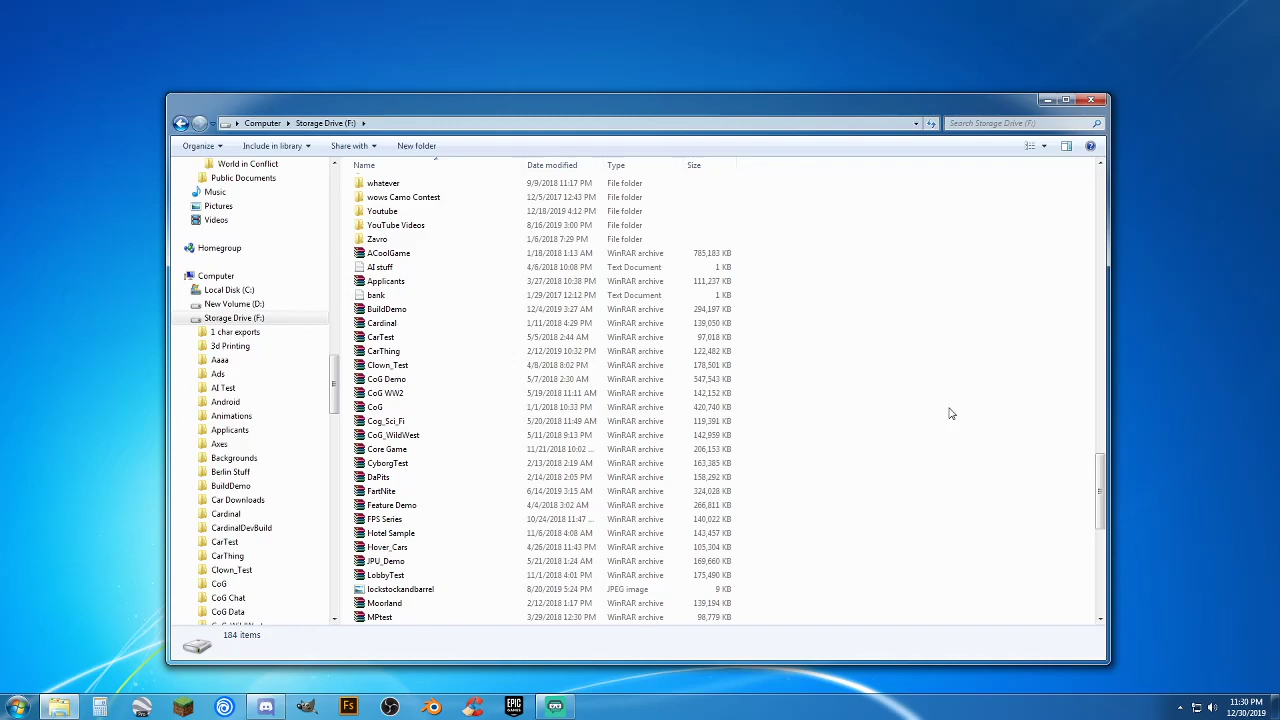 Computer Storage Drive (F:) Search Storage Drive (F:)
Organize Include in library Share with New folder
Name Date modified Type Size
World in Conflict
Public Documents
Music
Pictures
Videos
Homegroup
Computer
Local Disk (C:)
New Volume (D:)
Storage Drive (F:)
1 char exports
3d Printing
Aaaa
Ads
AI Test
Android
Animations
Applicants
Axes
Backgrounds
Berlin Stuff
BuildDemo
Car Downloads
Cardinal
CardinalDevBuild
CarTest
CarThing
Clown_Test
CoG
CoG Chat
CoG Data
whatever 9/9/2018 11:17 PM File folder
wows Camo Contest 12/5/2017 12:43 PM File folder
Youtube 12/18/2019 4:12 PM File folder
YouTube Videos 8/16/2019 3:00 PM File folder
Zavro 1/6/2018 7:29 PM File folder
ACoolGame 1/18/2018 1:13 AM WinRAR archive 785,183 KB
AI stuff 4/6/2018 10:08 PM Text Document 1 KB
Applicants 3/27/2018 10:38 PM WinRAR archive 111,237 KB
bank 1/29/2017 12:12 PM Text Document 1 KB
BuildDemo 12/4/2019 3:27 AM WinRAR archive 294,197 KB
Cardinal 1/11/2018 4:29 PM WinRAR archive 139,050 KB
CarTest 5/5/2018 2:44 AM WinRAR archive 97,018 KB
CarThing 2/12/2019 10:32 PM WinRAR archive 122,482 KB
Clown_Test 4/8/2018 8:02 PM WinRAR archive 178,501 KB
CoG Demo 5/7/2018 2:30 AM WinRAR archive 547,543 KB
CoG WW2 5/19/2018 11:11 AM WinRAR archive 142,152 KB
CoG 1/1/2018 10:33 PM WinRAR archive 420,740 KB
Cog_Sci_Fi 5/20/2018 11:49 AM WinRAR archive 119,391 KB
CoG_WildWest 5/11/2018 9:13 PM WinRAR archive 142,959 KB
Core Game 11/21/2018 10:02 ... WinRAR archive 206,153 KB
CyborgTest 2/13/2018 2:19 AM WinRAR archive 163,385 KB
DaPits 2/14/2018 2:05 PM WinRAR archive 158,292 KB
FartNite 6/14/2019 3:15 AM WinRAR archive 324,028 KB
Feature Demo 4/4/2018 3:02 AM WinRAR archive 266,811 KB
FPS Series 10/24/2018 11:47 ... WinRAR archive 140,022 KB
Hotel Sample 11/6/2018 4:08 AM WinRAR archive 143,457 KB
Hover_Cars 4/26/2018 11:43 PM WinRAR archive 105,304 KB
JPU_Demo 5/21/2018 1:24 AM WinRAR archive 169,660 KB
LobbyTest 11/1/2018 4:01 PM WinRAR archive 175,490 KB
lockstockandbarrel 8/20/2019 5:24 PM JPEG image 9 KB
Moorland 2/12/2018 1:17 PM WinRAR archive 139,194 KB
MPtest 3/29/2018 12:30 PM WinRAR archive 98,779 KB
184 items
Pro
Fs
EPIC
GAMES
11:30 PM
12/30/2019